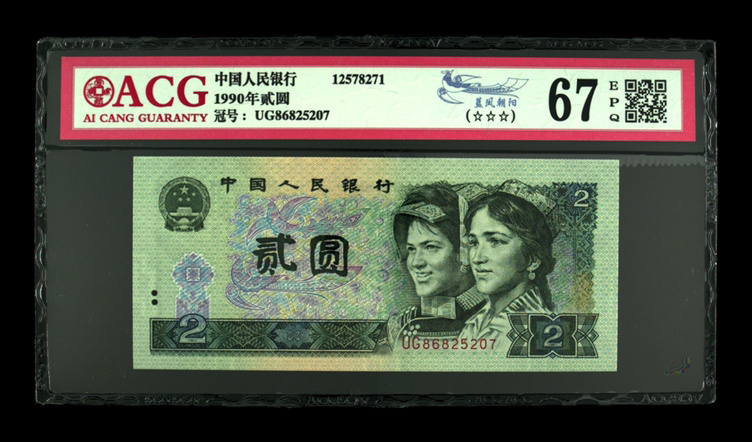 ACG
AI CANG GUARANTY
中国人民银行 12578271
1990年贰圆
冠号: UG86825207
蓝凤朝阳
(☆☆☆)
67
EPQ
中国人民银行
贰圆
2
2
2
UG86825207